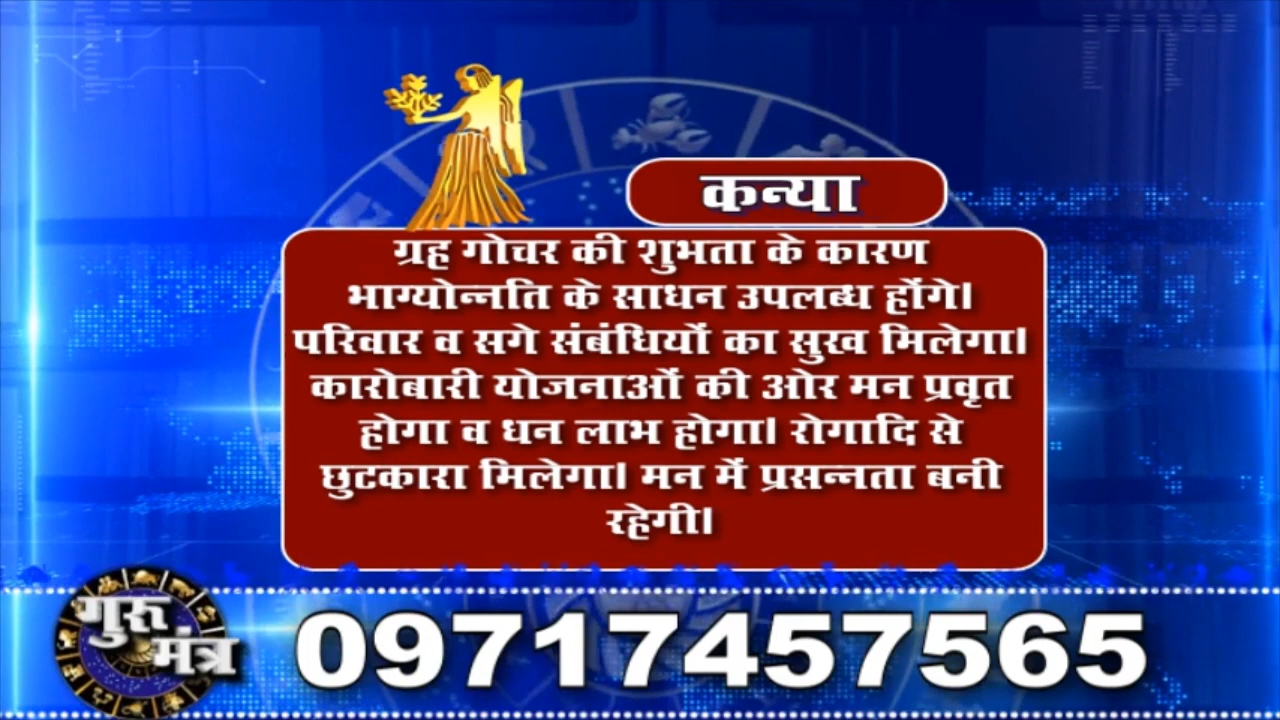 कन्या
ग्रह गोचर की शुभता के कारण
भाग्योन्नति के साधन उपलब्ध होंगे।
परिवार व सगे संबंधियों का सुख मिलेगा।
कारोबारी योजनाओं की ओर मन प्रवृत
होगा व धन लाभ होगा। रोगादि से
छुटकारा मिलेगा। मन में प्रसन्नता बनी
रहेगी।
गुरु
मंत्र
09717457565